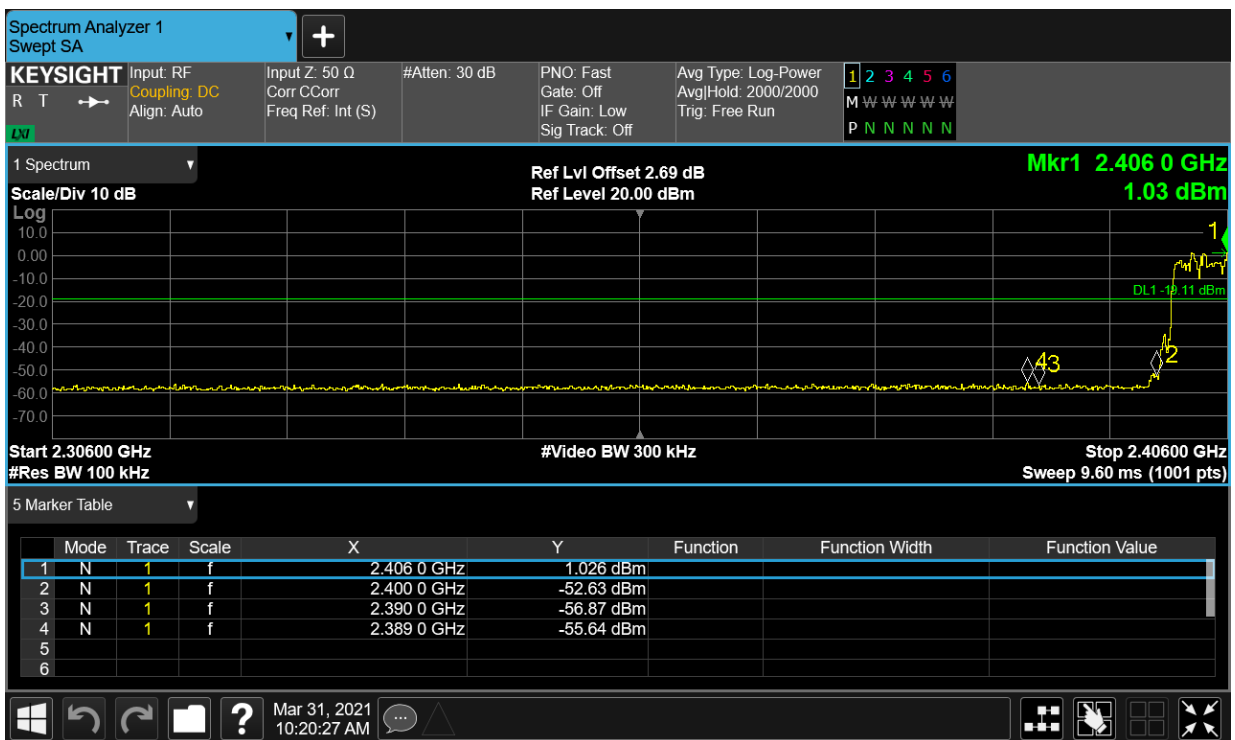 Spectrum Analyzer 1
Swept SA
KEYSIGHT
R T
LXI
Input: RF
Coupling: DC
Align: Auto
Input Z: 50 Ω
Corr CCorr
Freq Ref: Int (S)
#Atten: 30 dB
PNO: Fast
Gate: Off
IF Gain: Low
Sig Track: Off
Avg Type: Log-Power
Avg|Hold: 2000/2000
Trig: Free Run
1 2 3 4 5 6
M W W W W W
P N N N N N
1 Spectrum
Scale/Div 10 dB
Ref Lvl Offset 2.69 dB
Ref Level 20.00 dBm
Mkr1 2.406 0 GHz
1.03 dBm
Log
10.0
0.00
-10.0
-20.0
-30.0
-40.0
-50.0
-60.0
-70.0
1
DL1 -19.11 dBm
4 3
2
Start 2.30600 GHz
#Video BW 300 kHz
Stop 2.40600 GHz
#Res BW 100 kHz
Sweep 9.60 ms (1001 pts)
5 Marker Table
Mode Trace Scale X Y Function Function Width Function Value
1 N 1 f 2.406 0 GHz 1.026 dBm
2 N 1 f 2.400 0 GHz -52.63 dBm
3 N 1 f 2.390 0 GHz -56.87 dBm
4 N 1 f 2.389 0 GHz -55.64 dBm
5
6
?
Mar 31, 2021
10:20:27 AM